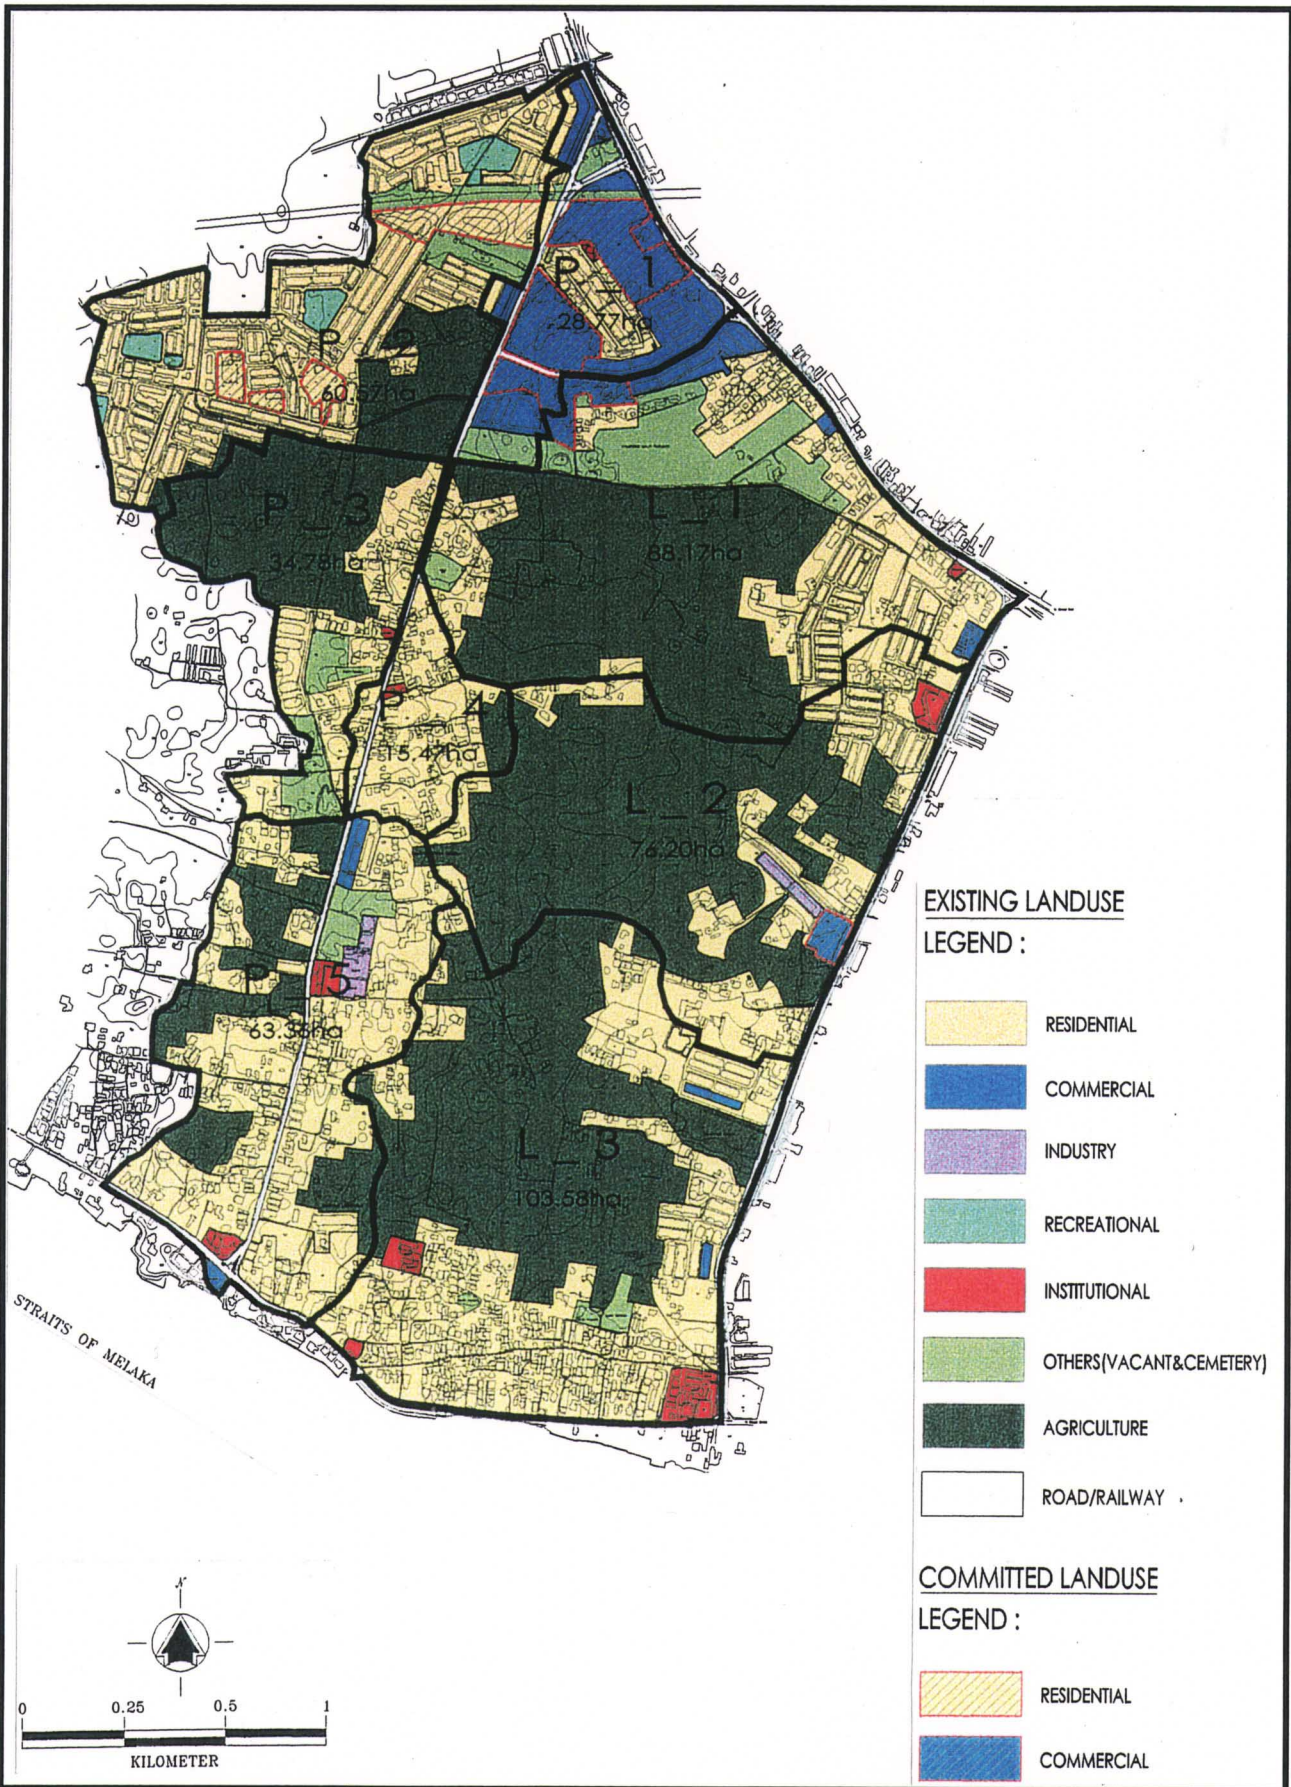 P_1
28.77ha
P_2
60.57ha
P_3
34.78ha
L_1
88.17ha
P_4
15.47ha
L_2
76.20ha
P_5
63.36ha
L_3
103.58ha
STRAITS OF MELAKA
EXISTING LANDUSE
LEGEND :
RESIDENTIAL
COMMERCIAL
INDUSTRY
RECREATIONAL
INSTITUTIONAL
OTHERS(VACANT&CEMETERY)
AGRICULTURE
ROAD/RAILWAY
COMMITTED LANDUSE
LEGEND :
RESIDENTIAL
COMMERCIAL
N
0 0.25 0.5 1
KILOMETER